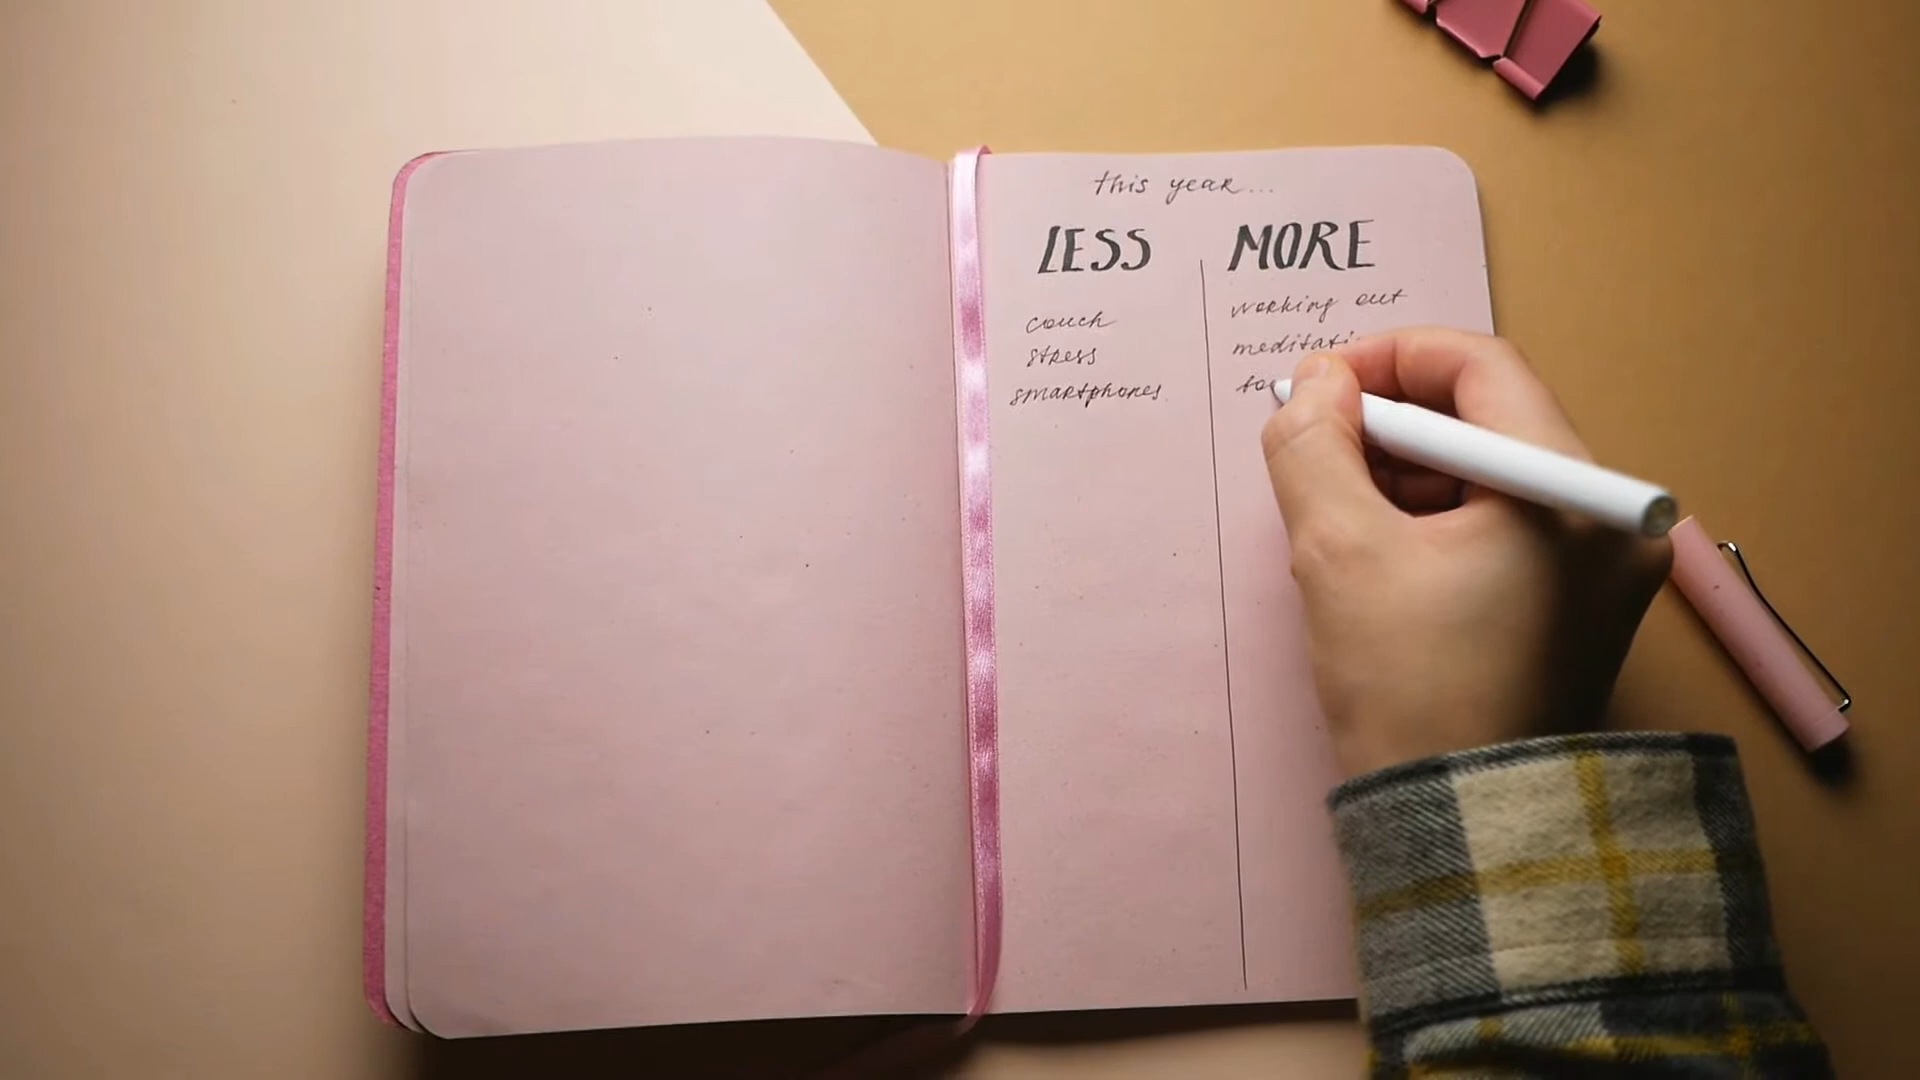 this year...
LESS
MORE
couch
stress
smartphones
working out